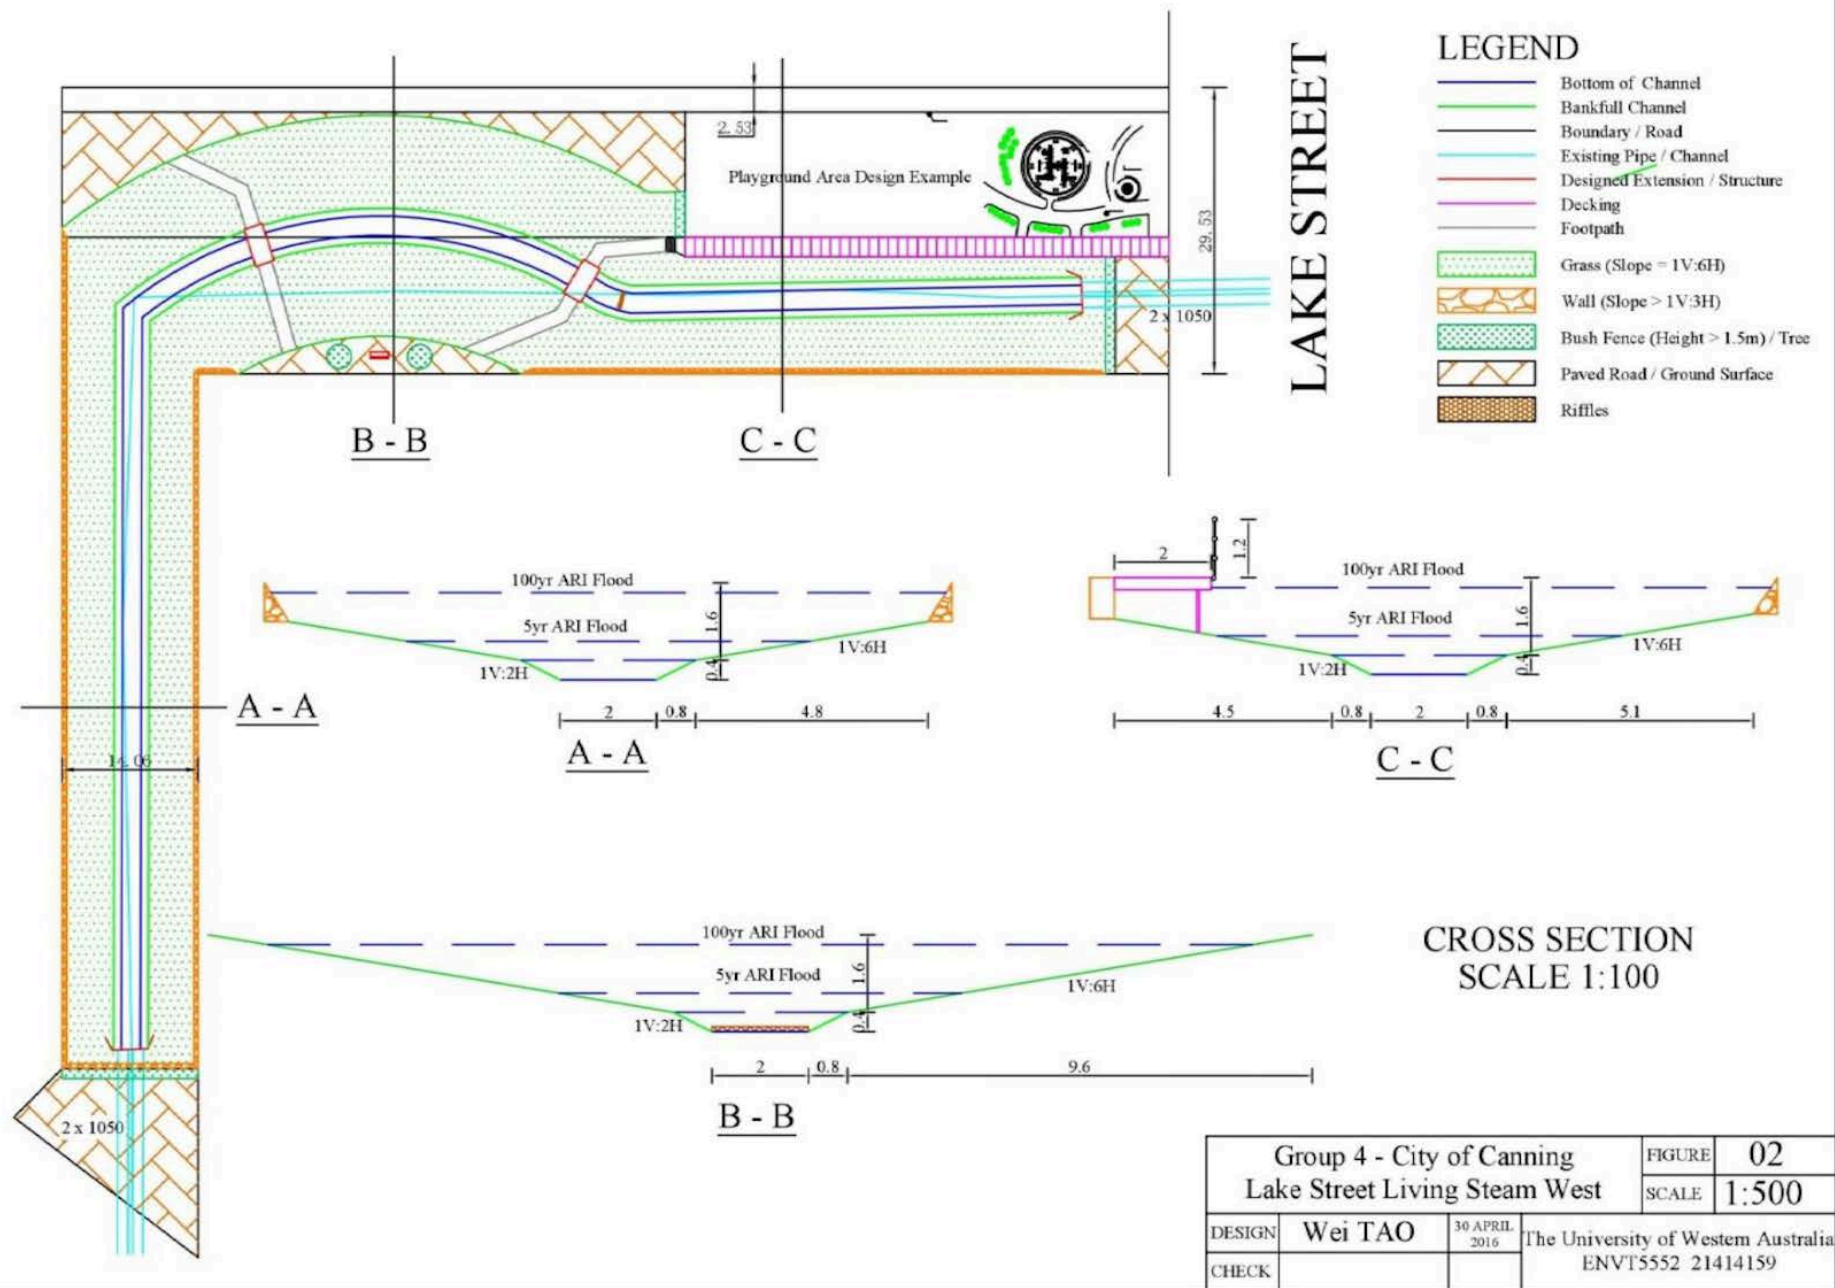 LEGEND
Bottom of Channel
Bankfull Channel
Boundary / Road
Existing Pipe / Channel
Designed Extension / Structure
Decking
Footpath
Grass (Slope = 1V:6H)
Wall (Slope > 1V:3H)
Bush Fence (Height > 1.5m) / Tree
Paved Road / Ground Surface
Riffles
LAKE STREET
2.53
Playground Area Design Example
29.53
2 x 1050
B - B
C - C
A - A
14.06
2 x 1050
100yr ARI Flood
5yr ARI Flood
1.6
0.4
1V:2H
1V:6H
2
0.8
4.8
A - A
2
1.2
100yr ARI Flood
5yr ARI Flood
1.6
0.4
1V:2H
1V:6H
4.5
0.8
2
0.8
5.1
C - C
100yr ARI Flood
5yr ARI Flood
1.6
0.4
1V:2H
1V:6H
2
0.8
9.6
B - B
CROSS SECTION
SCALE 1:100
Group 4 - City of Canning
Lake Street Living Steam West
FIGURE
02
SCALE
1:500
DESIGN
Wei TAO
30 APRIL
2016
The University of Western Australia
ENVT5552 21414159
CHECK